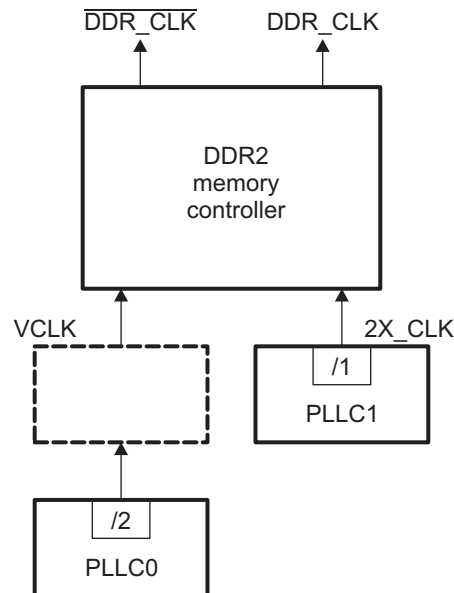 DDR_CLK DDR_CLK
DDR2
memory
controller
VCLK 2X_CLK
/1
PLLC1
/2
PLLC0